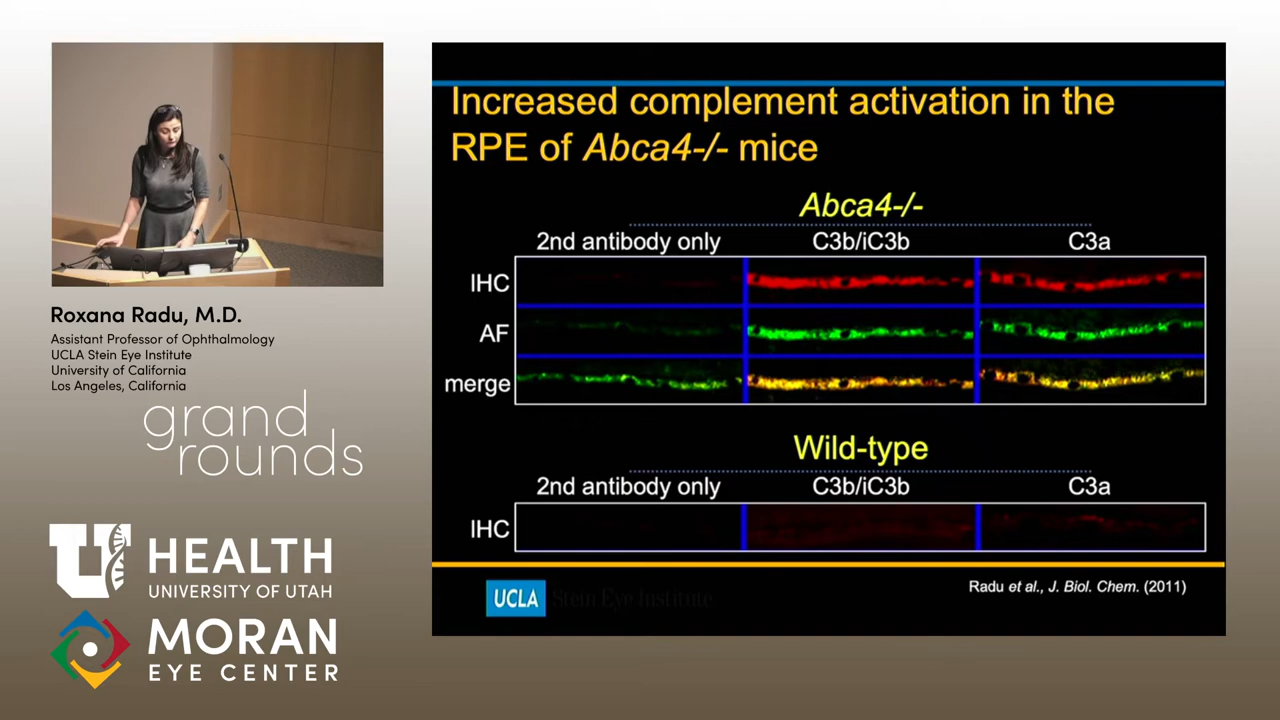 Increased complement activation in the
RPE of Abca4-/- mice
Abca4-/-
2nd antibody only C3b/iC3b C3a
IHC
AF
merge
Wild-type
2nd antibody only C3b/iC3b C3a
IHC
UCLA Stein Eye Institute
Radu et al., J. Biol. Chem. (2011)
Roxana Radu, M.D.
Assistant Professor of Ophthalmology
UCLA Stein Eye Institute
University of California
Los Angeles, California
grand
rounds
U HEALTH
UNIVERSITY OF UTAH
MORAN
EYE CENTER